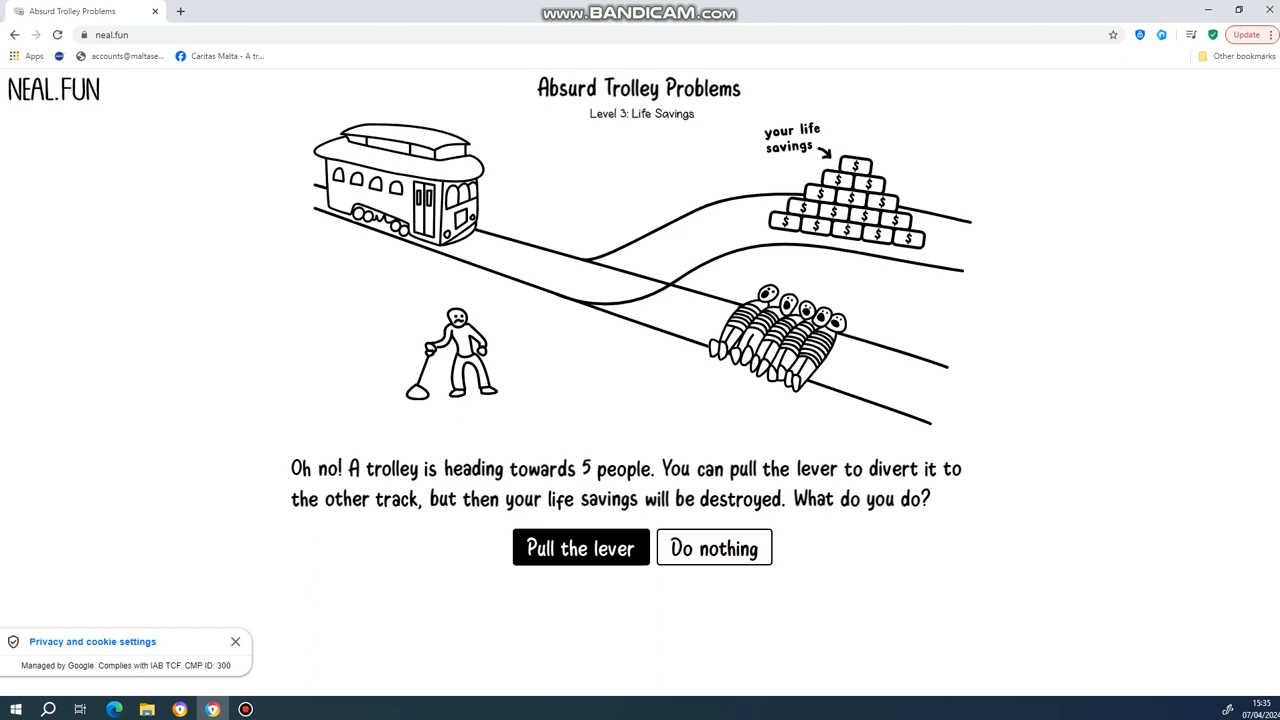 Absurd Trolley Problems
www.BANDICAM.com
neal.fun
Update
Apps
accounts@maltase...
Caritas Malta - A tr...
Other bookmarks
NEAL.FUN
Absurd Trolley Problems
Level 3: Life Savings
your life
savings
$
$ $
$ $ $
$ $ $ $
$ $ $ $ $
Oh no! A trolley is heading towards 5 people. You can pull the lever to divert it to
the other track, but then your life savings will be destroyed. What do you do?
Pull the lever
Do nothing
Privacy and cookie settings
Managed by Google. Complies with IAB TCF. CMP ID: 300
15:35
07/04/202